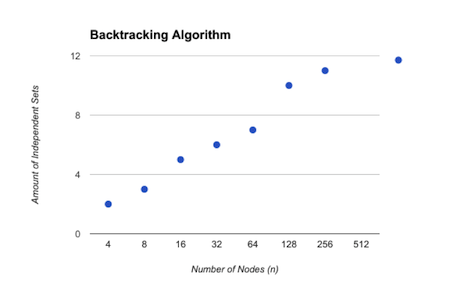 Backtracking Algorithm
12
8
4
0
Amount of Independent Sets
4 8 16 32 64 128 256 512
Number of Nodes (n)